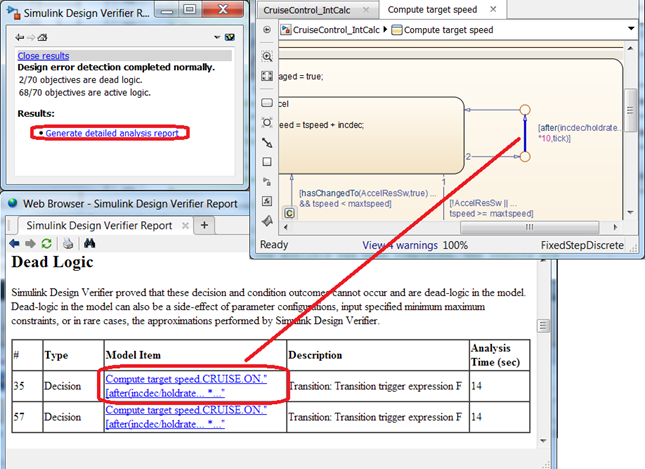 Simulink Design Verifier R...
Close results
Design error detection completed normally.
2/70 objectives are dead logic.
68/70 objectives are active logic.
Results:
• Generate detailed analysis report
CruiseControl_IntCalc
Compute target speed
CruiseControl_IntCalc
Compute target speed
aged = true;
cel
eed = tspeed + incdec;
[after(incdec/holdrate...
*10,tick)]
2
1
[hasChangedTo(AccelResSw,true) ...
&& tspeed < maxtspeed]
[!AccelResSw || ...
tspeed >= maxtspeed]
C
Ready
View 4 warnings
100%
FixedStepDiscrete
Web Browser - Simulink Design Verifier Report
Simulink Design Verifier Report
Dead Logic
Simulink Design Verifier proved that these decision and condition outcomes cannot occur and are dead-logic in the model.
Dead-logic in the model can also be a side-effect of parameter configurations, input specified minimum maximum
constraints, or in rare cases, the approximations performed by Simulink Design Verifier.
# Type Model Item Description Analysis
Time (sec)
35 Decision Compute target speed.CRUISE.ON."
[after(incdec/holdrate... *..." Transition: Transition trigger expression F 14
57 Decision Compute target speed.CRUISE.ON."
[after(incdec/holdrate... *..." Transition: Transition trigger expression F 14